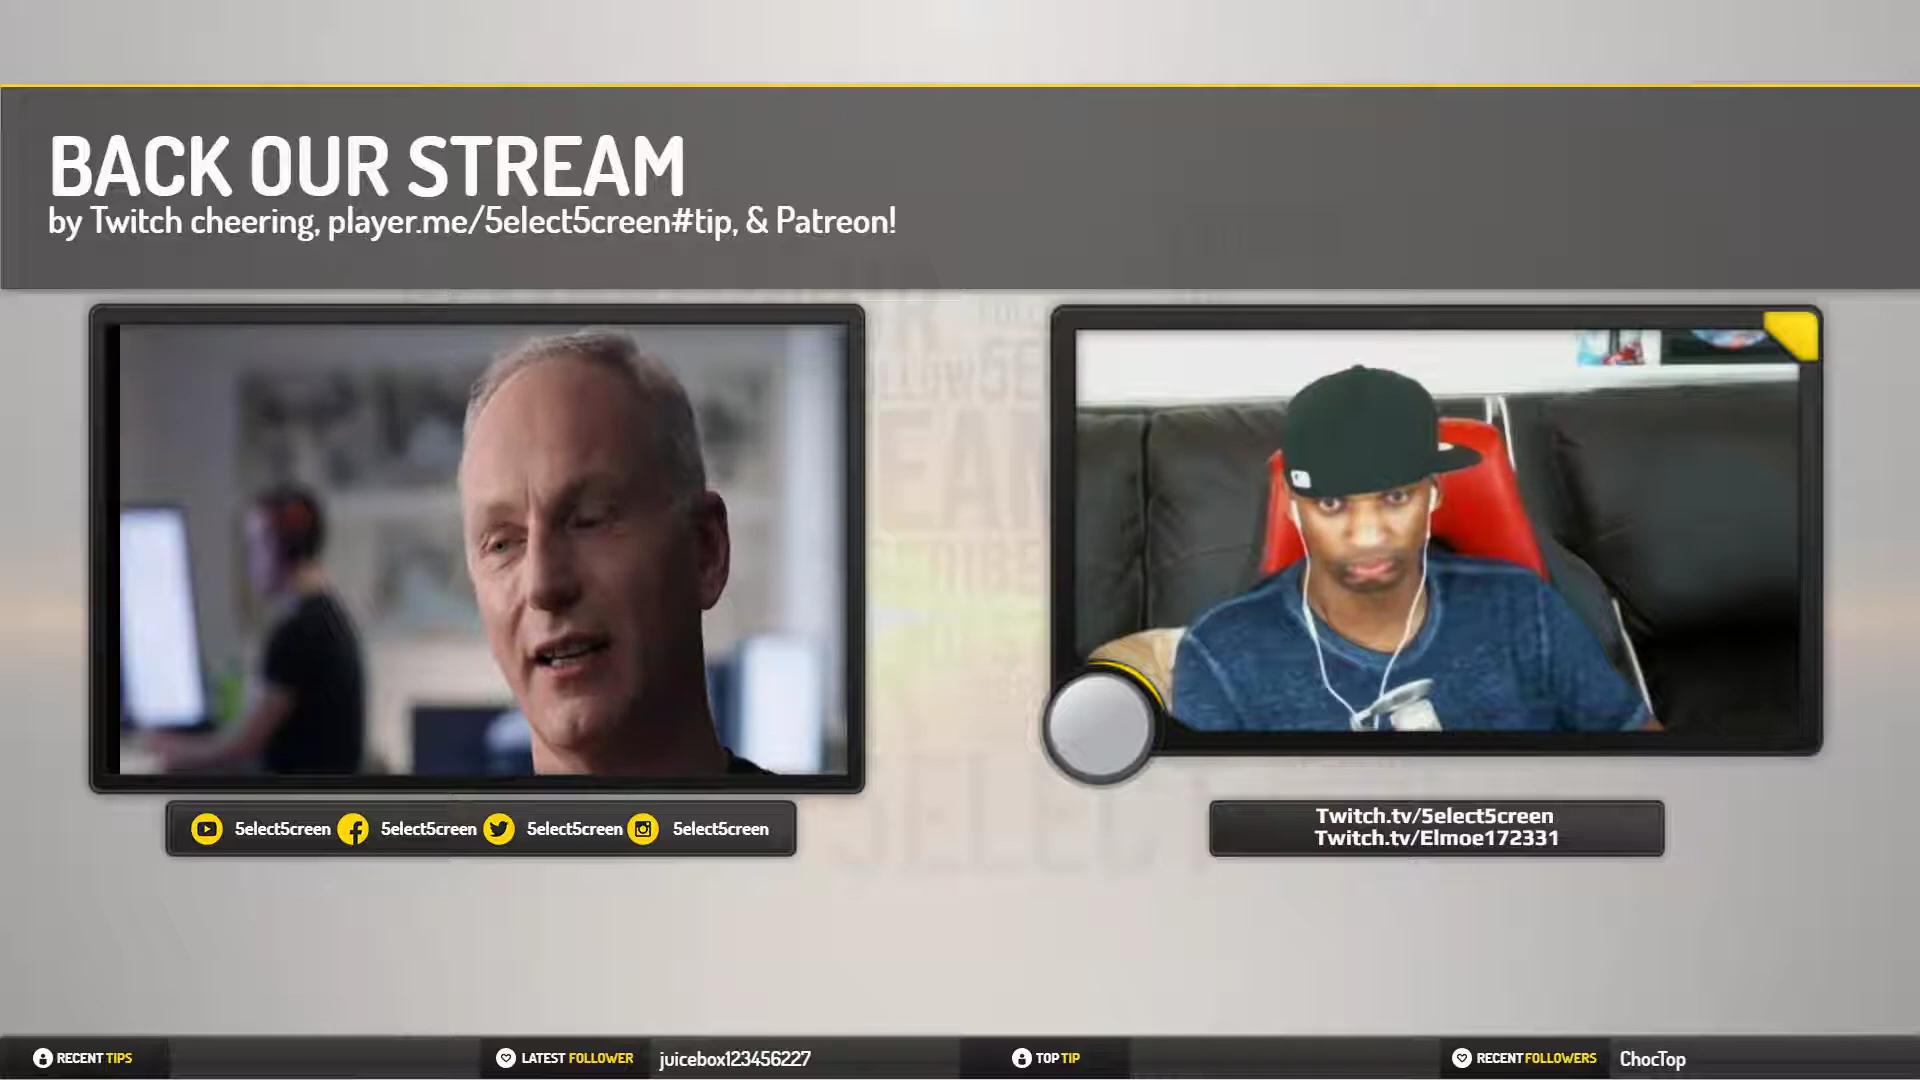 BACK OUR STREAM
by Twitch cheering, player.me/5elect5creen#tip, & Patreon!
5elect5creen 5elect5creen 5elect5creen 5elect5creen
Twitch.tv/5elect5creen
Twitch.tv/Elmoe172331
RECENT TIPS LATEST FOLLOWER juicebox123456227 TOP TIP RECENT FOLLOWERS ChocTop